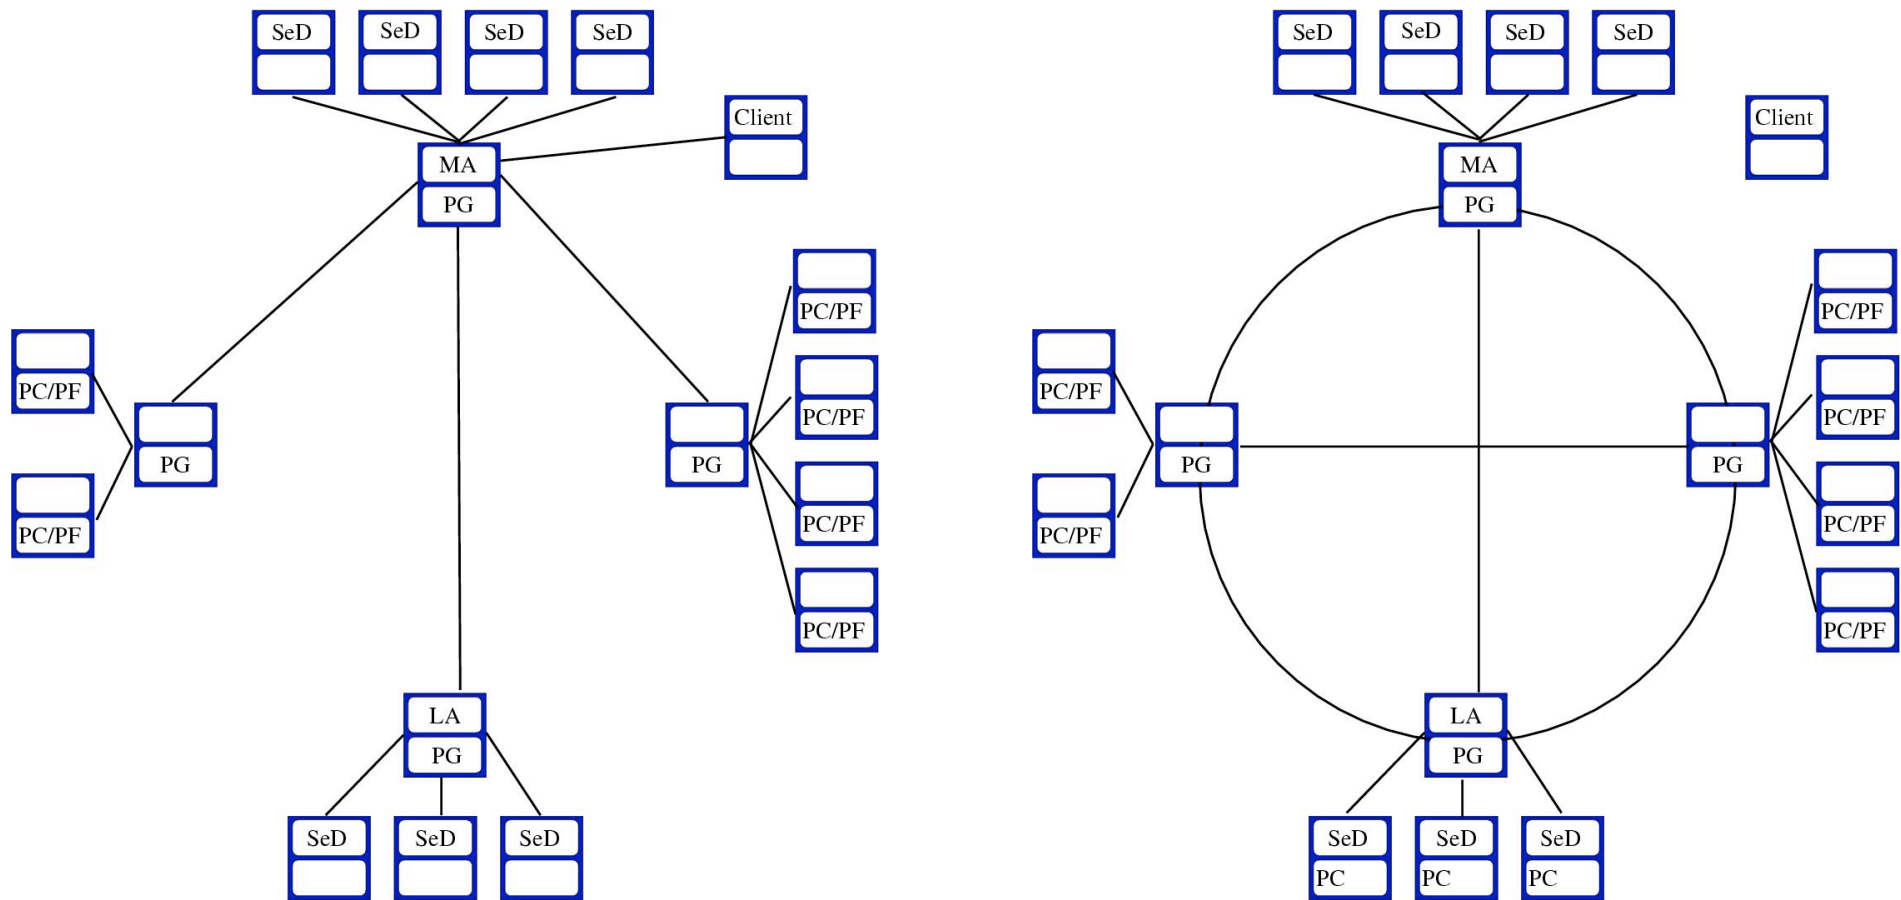 SeD SeD SeD SeD
Client
MA
PG
PC/PF
PC/PF
PC/PF
PG
PG
PC/PF
PC/PF
PC/PF
LA
PG
SeD SeD SeD
SeD SeD SeD SeD
Client
MA
PG
PC/PF
PC/PF
PC/PF
PG
PG
PC/PF
PC/PF
PC/PF
LA
PG
SeD SeD SeD
PC PC PC